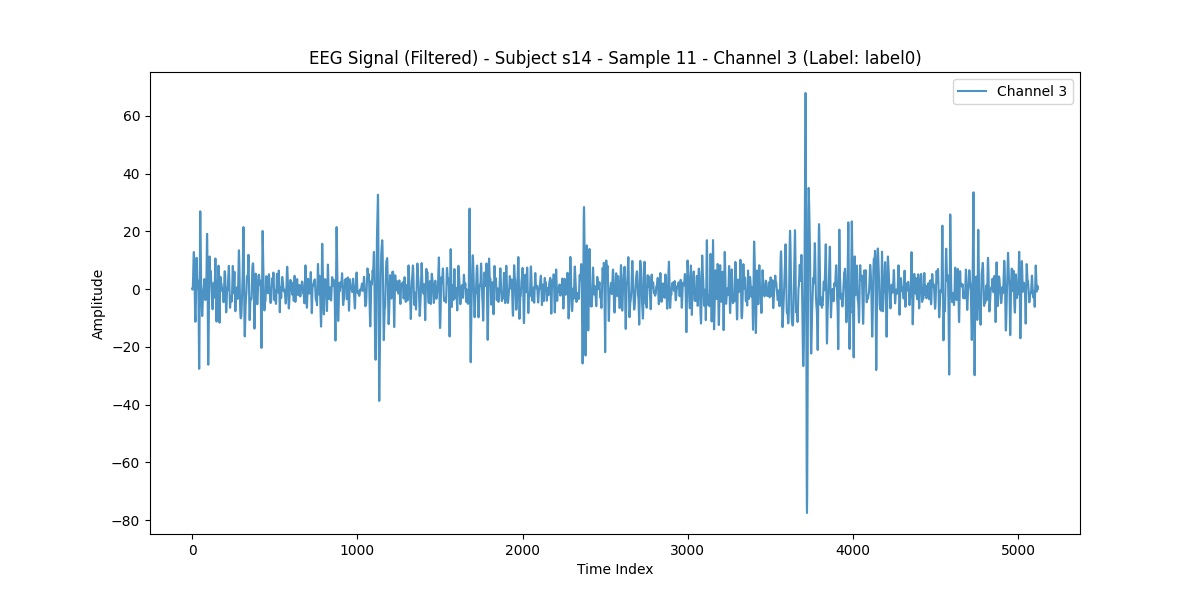 EEG Signal (Filtered) - Subject s14 - Sample 11 - Channel 3 (Label: label0)
Channel 3
60
40
20
0
−20
−40
−60
−80
Amplitude
0 1000 2000 3000 4000 5000
Time Index